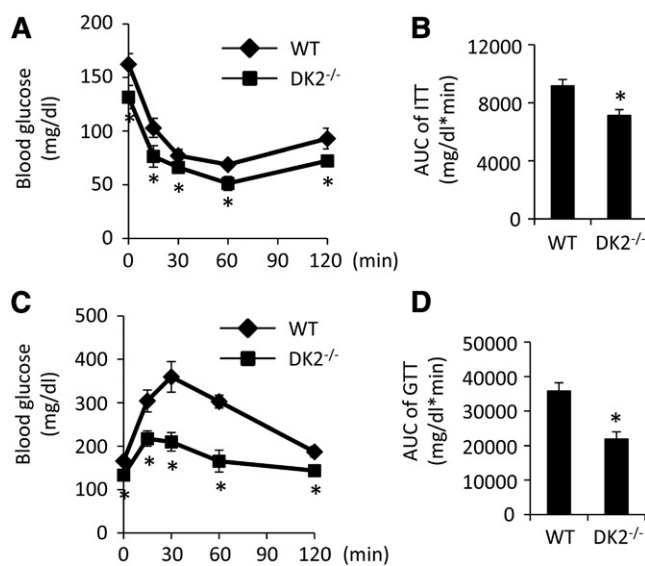 A
Blood glucose
(mg/dl)
200
150
100
50
0
WT
DK2-/-
*
*
*
*
*
0 30 60 90 120 (min)
B
AUC of ITT
(mg/dl*min)
12000
8000
4000
0
*
WT DK2-/-
C
Blood glucose
(mg/dl)
500
400
300
200
100
0
WT
DK2-/-
*
*
*
*
*
0 30 60 90 120 (min)
D
AUC of GTT
(mg/dl*min)
50000
40000
30000
20000
10000
0
*
WT DK2-/-